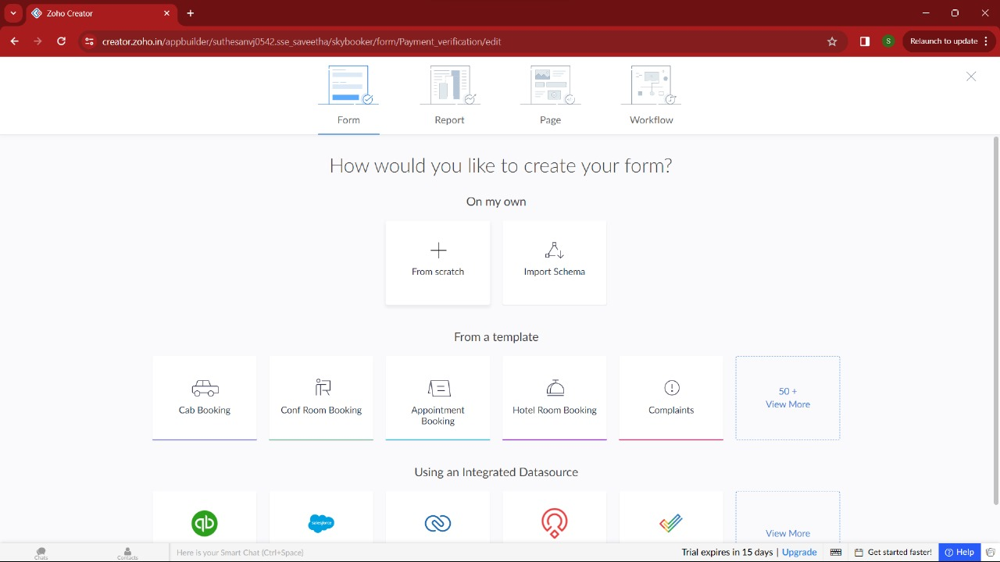 Zoho Creator
creator.zoho.in/appbuilder/suthesanvj0542.sse_saveetha/skybooker/form/Payment_verification/edit
S
Relaunch to update
Form
Report
Page
Workflow
How would you like to create your form?
On my own
From scratch
Import Schema
From a template
Cab Booking
Conf Room Booking
Appointment
Booking
Hotel Room Booking
Complaints
50 +
View More
Using an Integrated Datasource
qb
salesforce
View More
Chats
Contacts
Here is your Smart Chat (Ctrl+Space)
Trial expires in 15 days | Upgrade
Get started faster!
Help